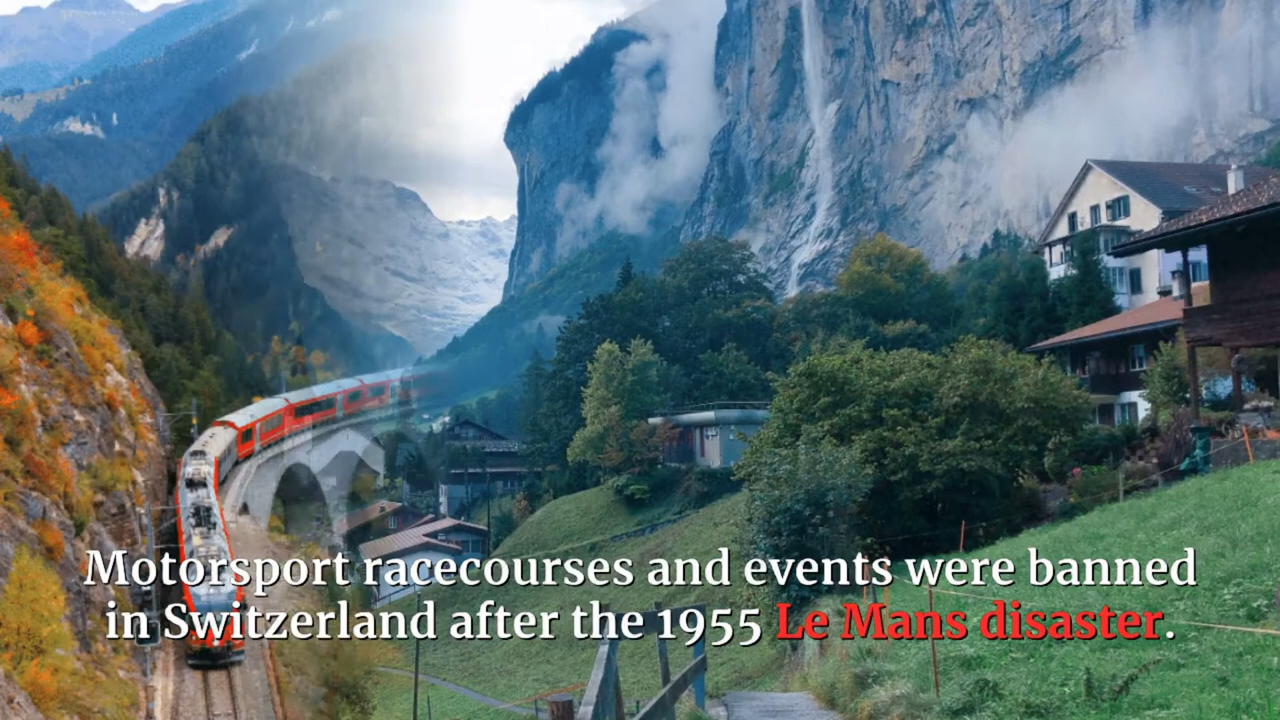 Motorsport racecourses and events were banned
in Switzerland after the 1955 Le Mans disaster.